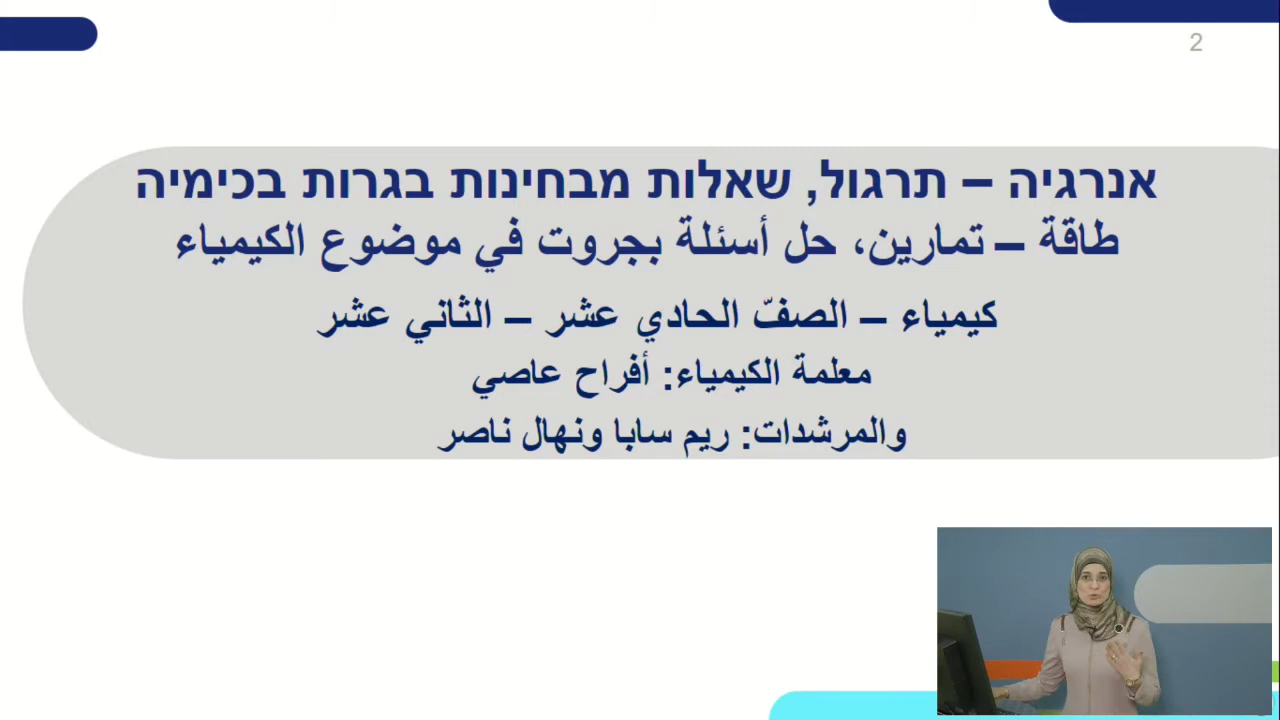 2
אנרגיה – תרגול, שאלות מבחינות בגרות בכימיה
طاقة – تمارين، حل أسئلة بجروت في موضوع الكيمياء
كيمياء – الصفّ الحادي عشر – الثاني عشر
معلمة الكيمياء: أفراح عاصي
والمرشدات: ريم سابا ونهال ناصر